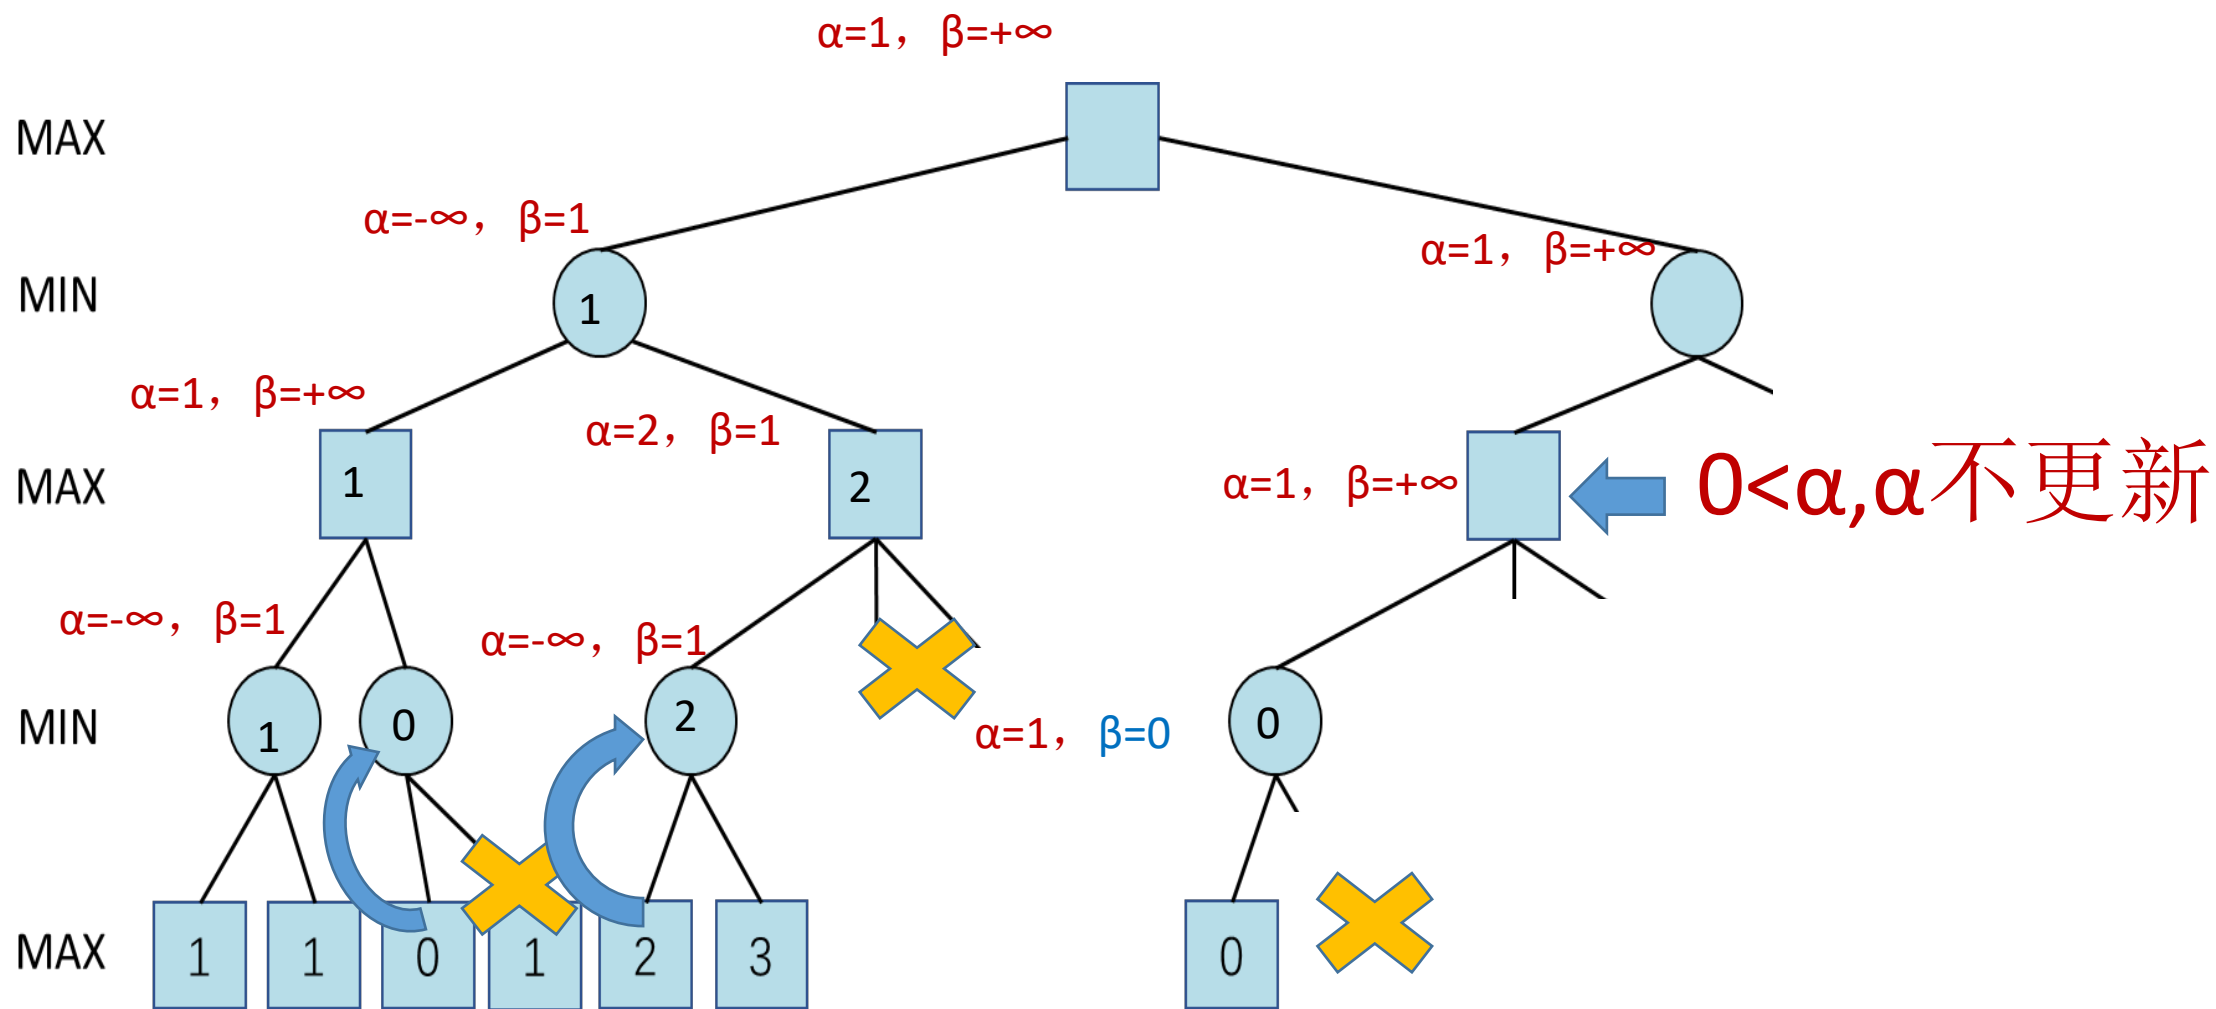 α=1，β=+∞
MAX
α=-∞，β=1
α=1，β=+∞
MIN
1
α=1，β=+∞
α=2，β=1
MAX
1
2
α=1，β=+∞
0<α,α不更新
α=-∞，β=1
α=-∞，β=1
MIN
1
0
2
α=1，β=0
0
MAX
1
1
0
1
2
3
0